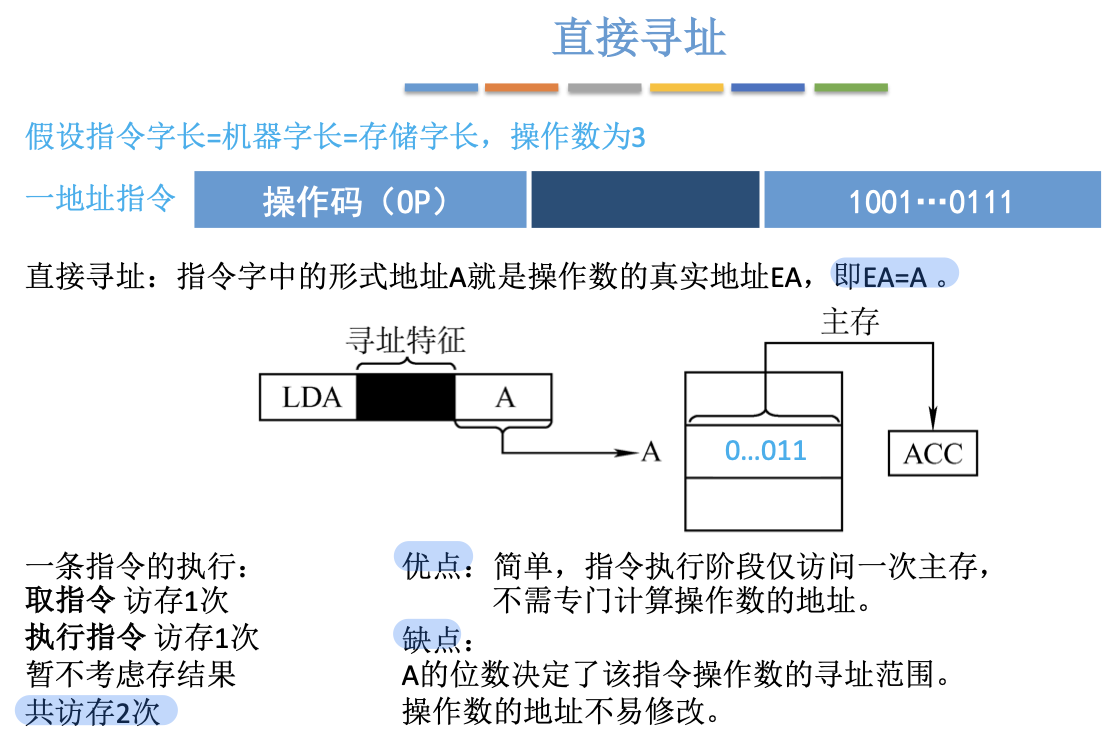 直接寻址
假设指令字长=机器字长=存储字长，操作数为3
一地址指令 操作码（OP） 1001…0111
直接寻址：指令字中的形式地址A就是操作数的真实地址EA，即EA=A 。
主存
寻址特征
LDA A
A 0…011 ACC
一条指令的执行：
取指令 访存1次
执行指令 访存1次
暂不考虑存结果
共访存2次
优点：简单，指令执行阶段仅访问一次主存，
不需专门计算操作数的地址。
缺点：
A的位数决定了该指令操作数的寻址范围。
操作数的地址不易修改。